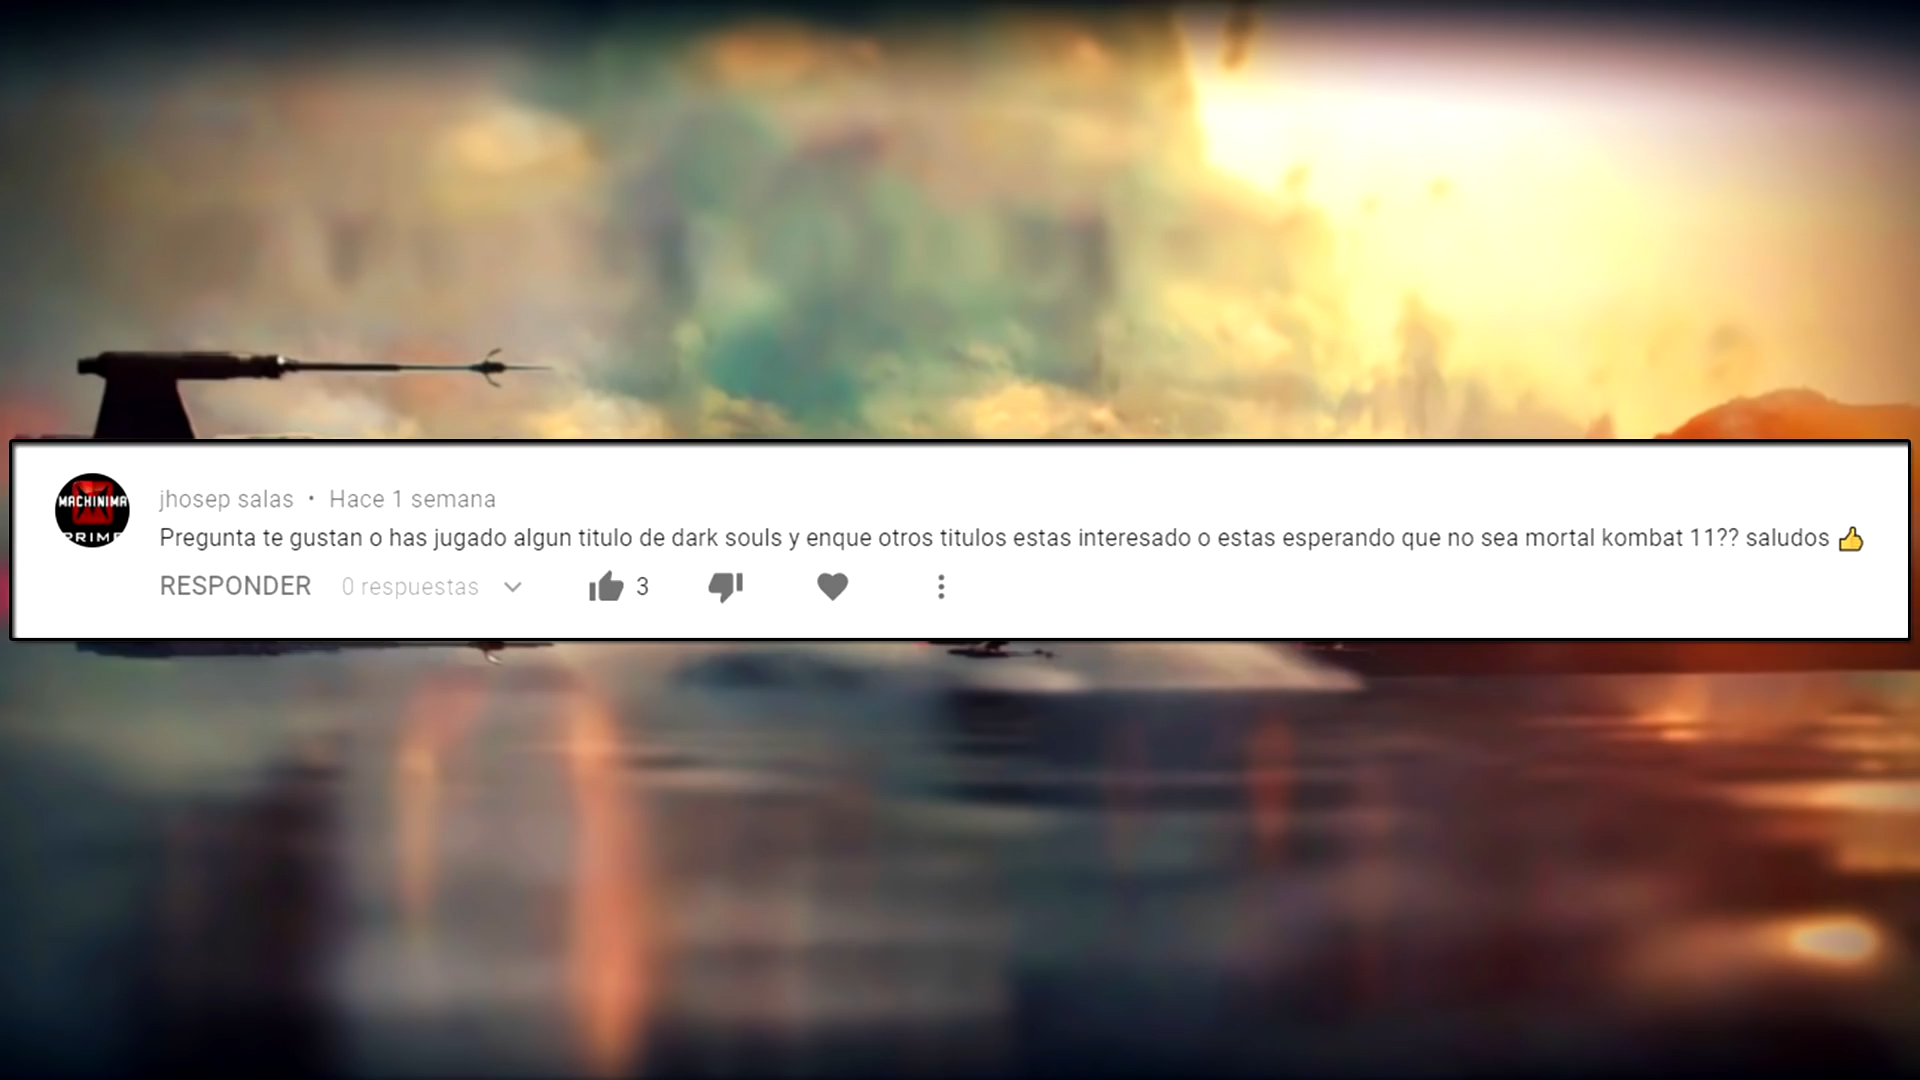 MACHINIMA
PRIME
jhosep salas • Hace 1 semana
Pregunta te gustan o has jugado algun titulo de dark souls y enque otros titulos estas interesado o estas esperando que no sea mortal kombat 11?? saludos 👍
RESPONDER 0 respuestas 3